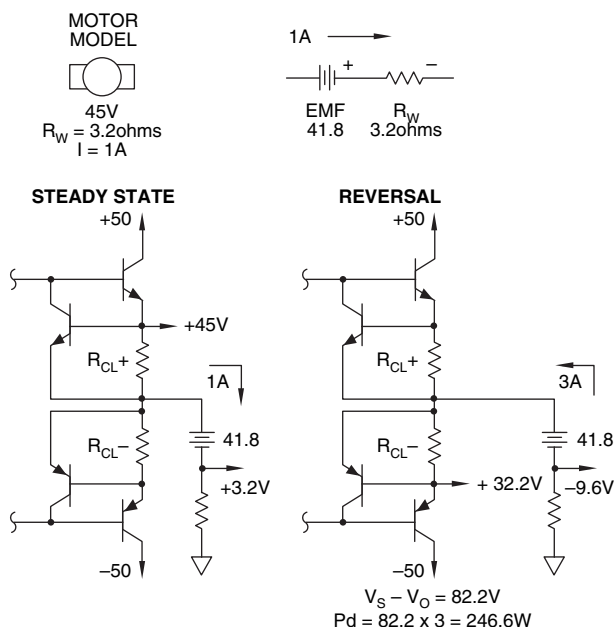 MOTOR
MODEL
45V
R_W = 3.2ohms
I = 1A
1A
+ −
EMF R_W
41.8 3.2ohms
STEADY STATE
+50
+45V
R_CL+
1A
R_CL−
41.8
+3.2V
−50
REVERSAL
+50
R_CL+
3A
R_CL−
41.8
+ 32.2V
−9.6V
−50
V_S − V_O = 82.2V
Pd = 82.2 x 3 = 246.6W